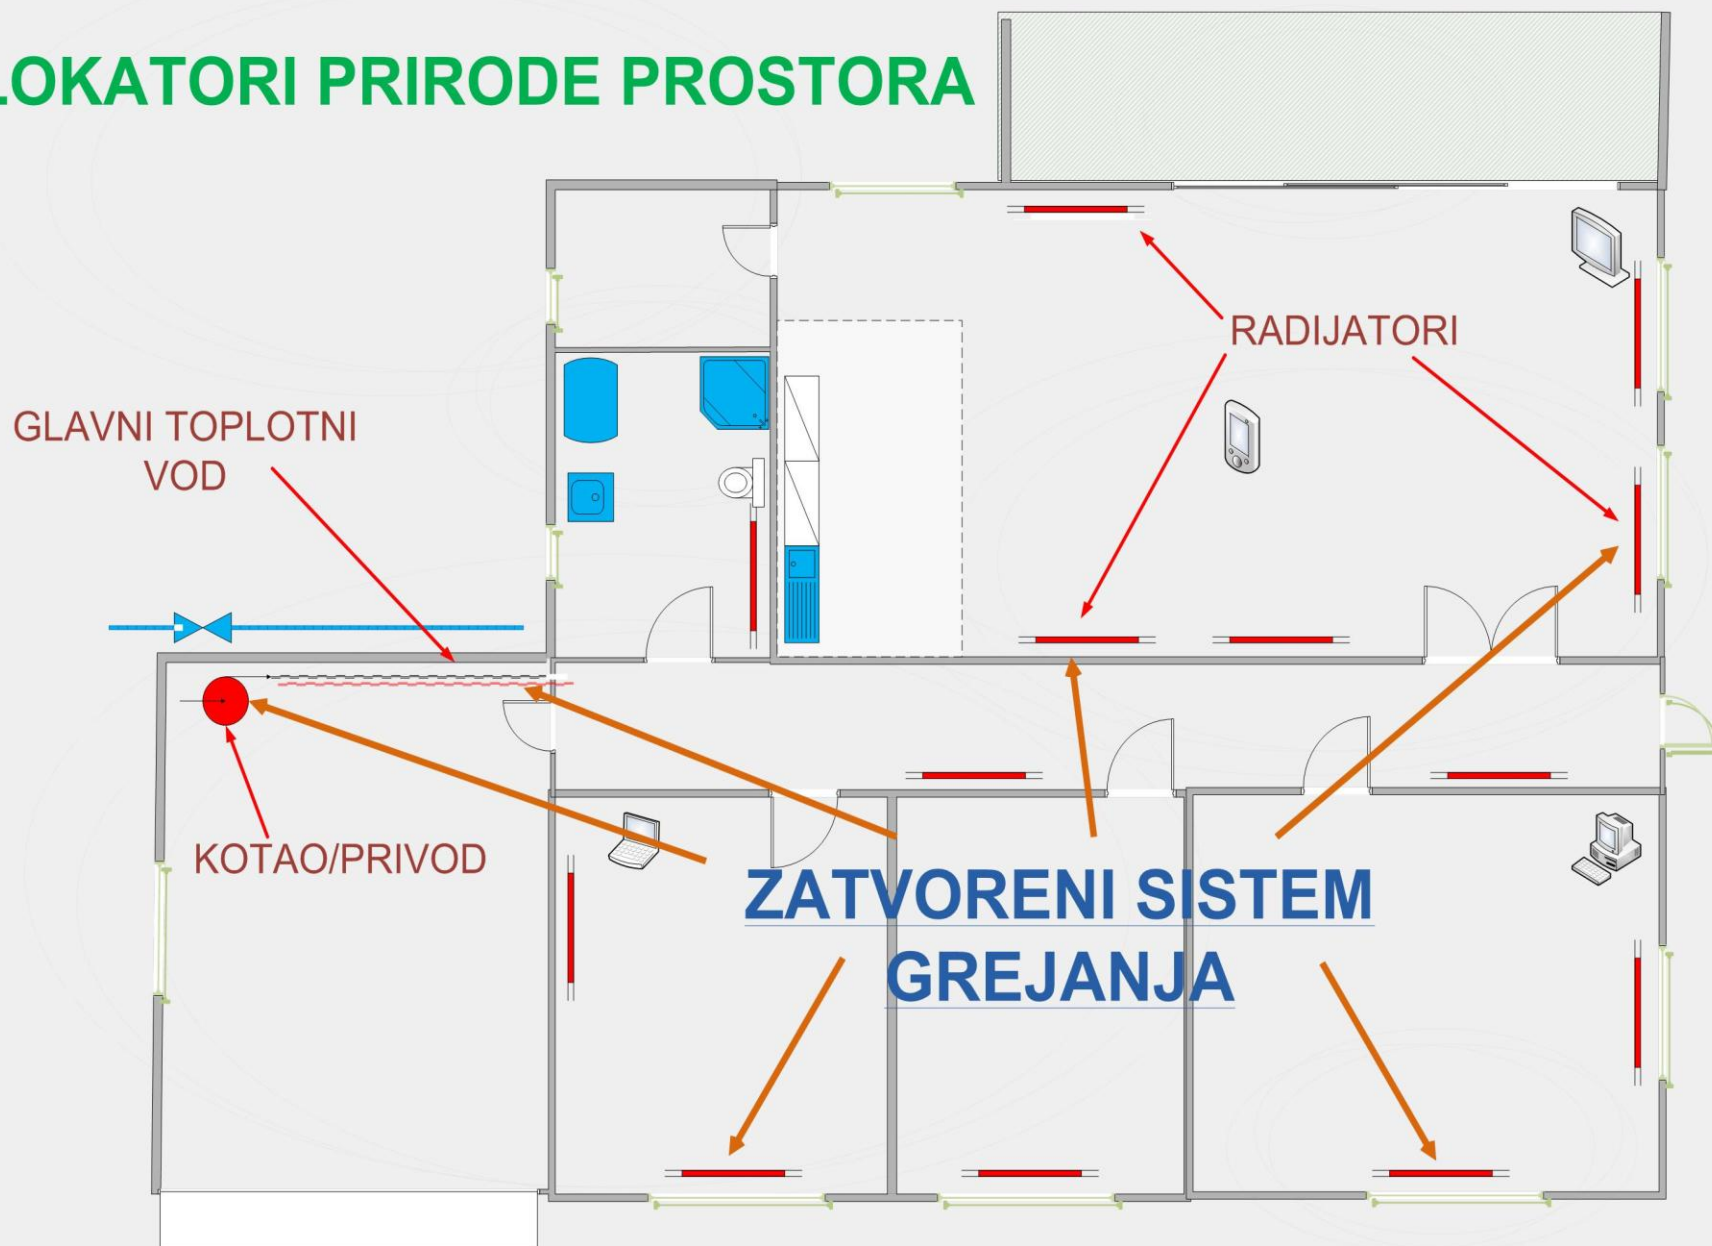 LOKATORI PRIRODE PROSTORA
RADIJATORI
GLAVNI TOPLOTNI
VOD
KOTAO/PRIVOD
ZATVORENI SISTEM
GREJANJA